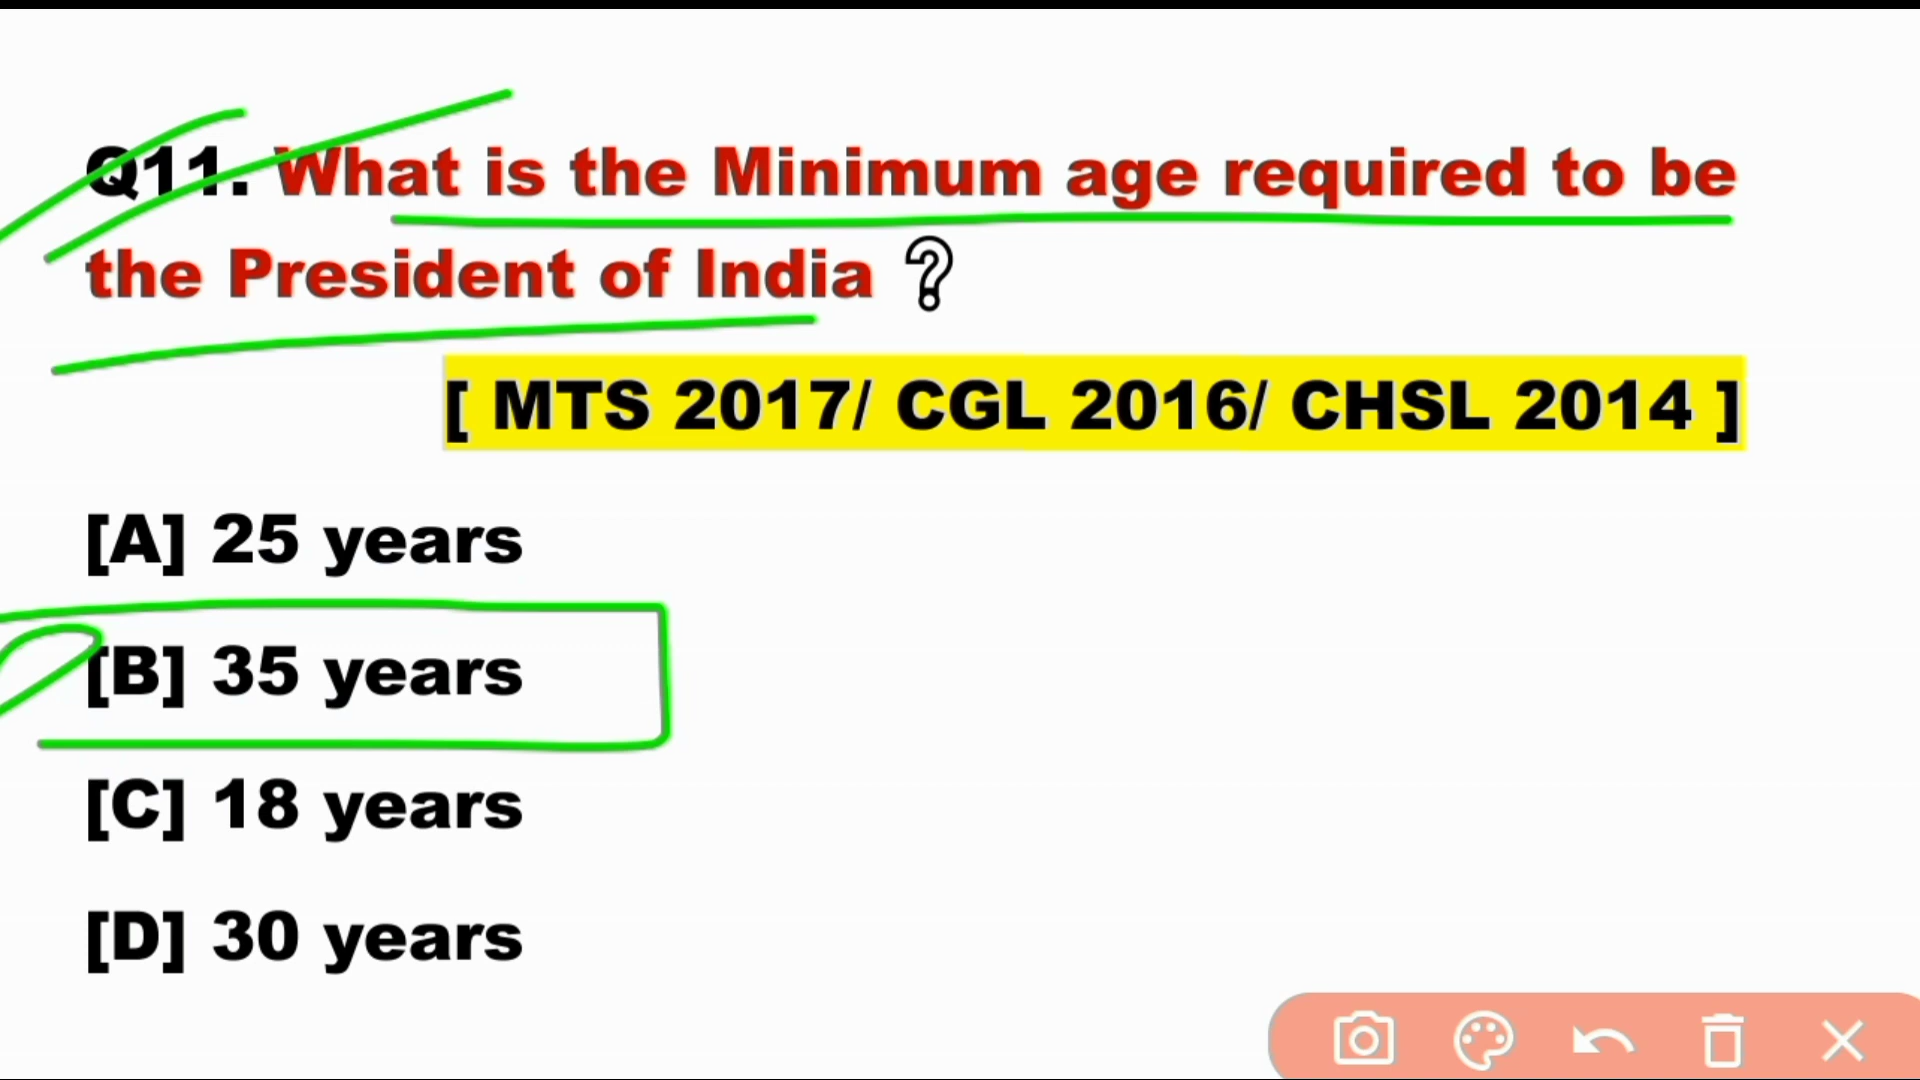 Q11. What is the Minimum age required to be
the President of India ?
[ MTS 2017/ CGL 2016/ CHSL 2014 ]
[A] 25 years
[B] 35 years
[C] 18 years
[D] 30 years